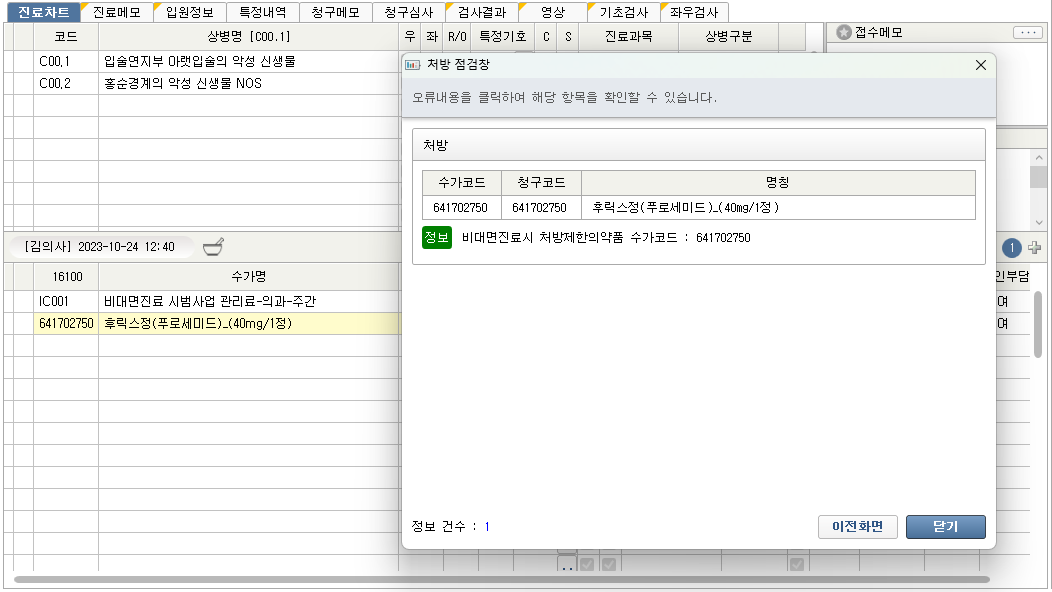 진료차트 진료메모 입원정보 특정내역 청구메모 청구심사 검사결과 영상 기초검사 좌우검사
코드 상병명 [C00.1] 우 좌 R/O 특정기호 C S 진료과목 상병구분
C00.1 입술연지부 아랫입술의 악성 신생물
C00.2 홍순경계의 악성 신생물 NOS
접수메모
...
처방 점검창
오류내용을 클릭하여 해당 항목을 확인할 수 있습니다.
처방
수가코드 청구코드 명칭
641702750 641702750 후릭스정(푸로세미드)_(40mg/1정)
정보 비대면진료시 처방제한의약품 수가코드 : 641702750
정보 건수 : 1
이전화면 닫기
[김의사] 2023-10-24 12:40
1
16100 수가명 인부담
IC001 비대면진료 시범사업 관리료-의과-주간 여
641702750 후릭스정(푸로세미드)_(40mg/1정) 여
..